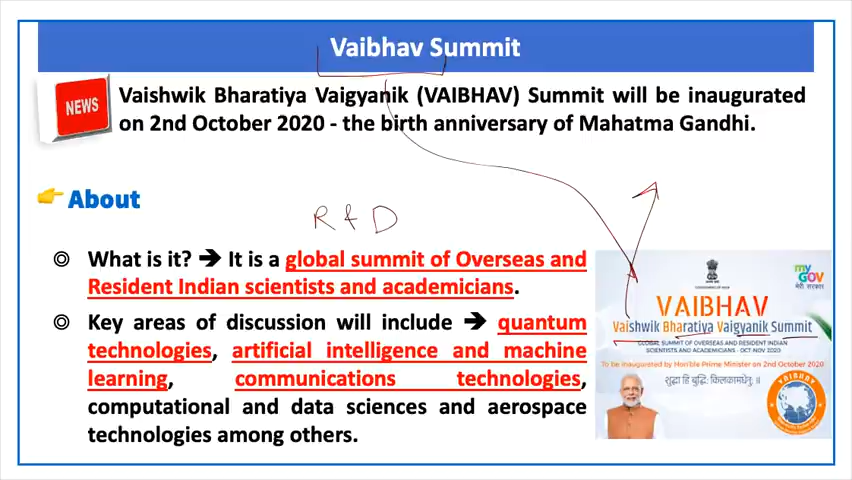 Vaibhav Summit
NEWS
Vaishwik Bharatiya Vaigyanik (VAIBHAV) Summit will be inaugurated
on 2nd October 2020 - the birth anniversary of Mahatma Gandhi.
👉 About
R & D
◎ What is it? ➔ It is a global summit of Overseas and
Resident Indian scientists and academicians.
◎ Key areas of discussion will include ➔ quantum
technologies, artificial intelligence and machine
learning, communications technologies,
computational and data sciences and aerospace
technologies among others.
my
GOV
मेरी सरकार
VAIBHAV
Vaishwik Bharatiya Vaigyanik Summit
GLOBAL SUMMIT OF OVERSEAS AND RESIDENT INDIAN
SCIENTISTS AND ACADEMICIANS - OCT-NOV 2020
To be inaugurated by Hon'ble Prime Minister on 2nd October 2020
शुद्धा हि बुद्धिः किलकामधेनुः ॥
VAIBHAV